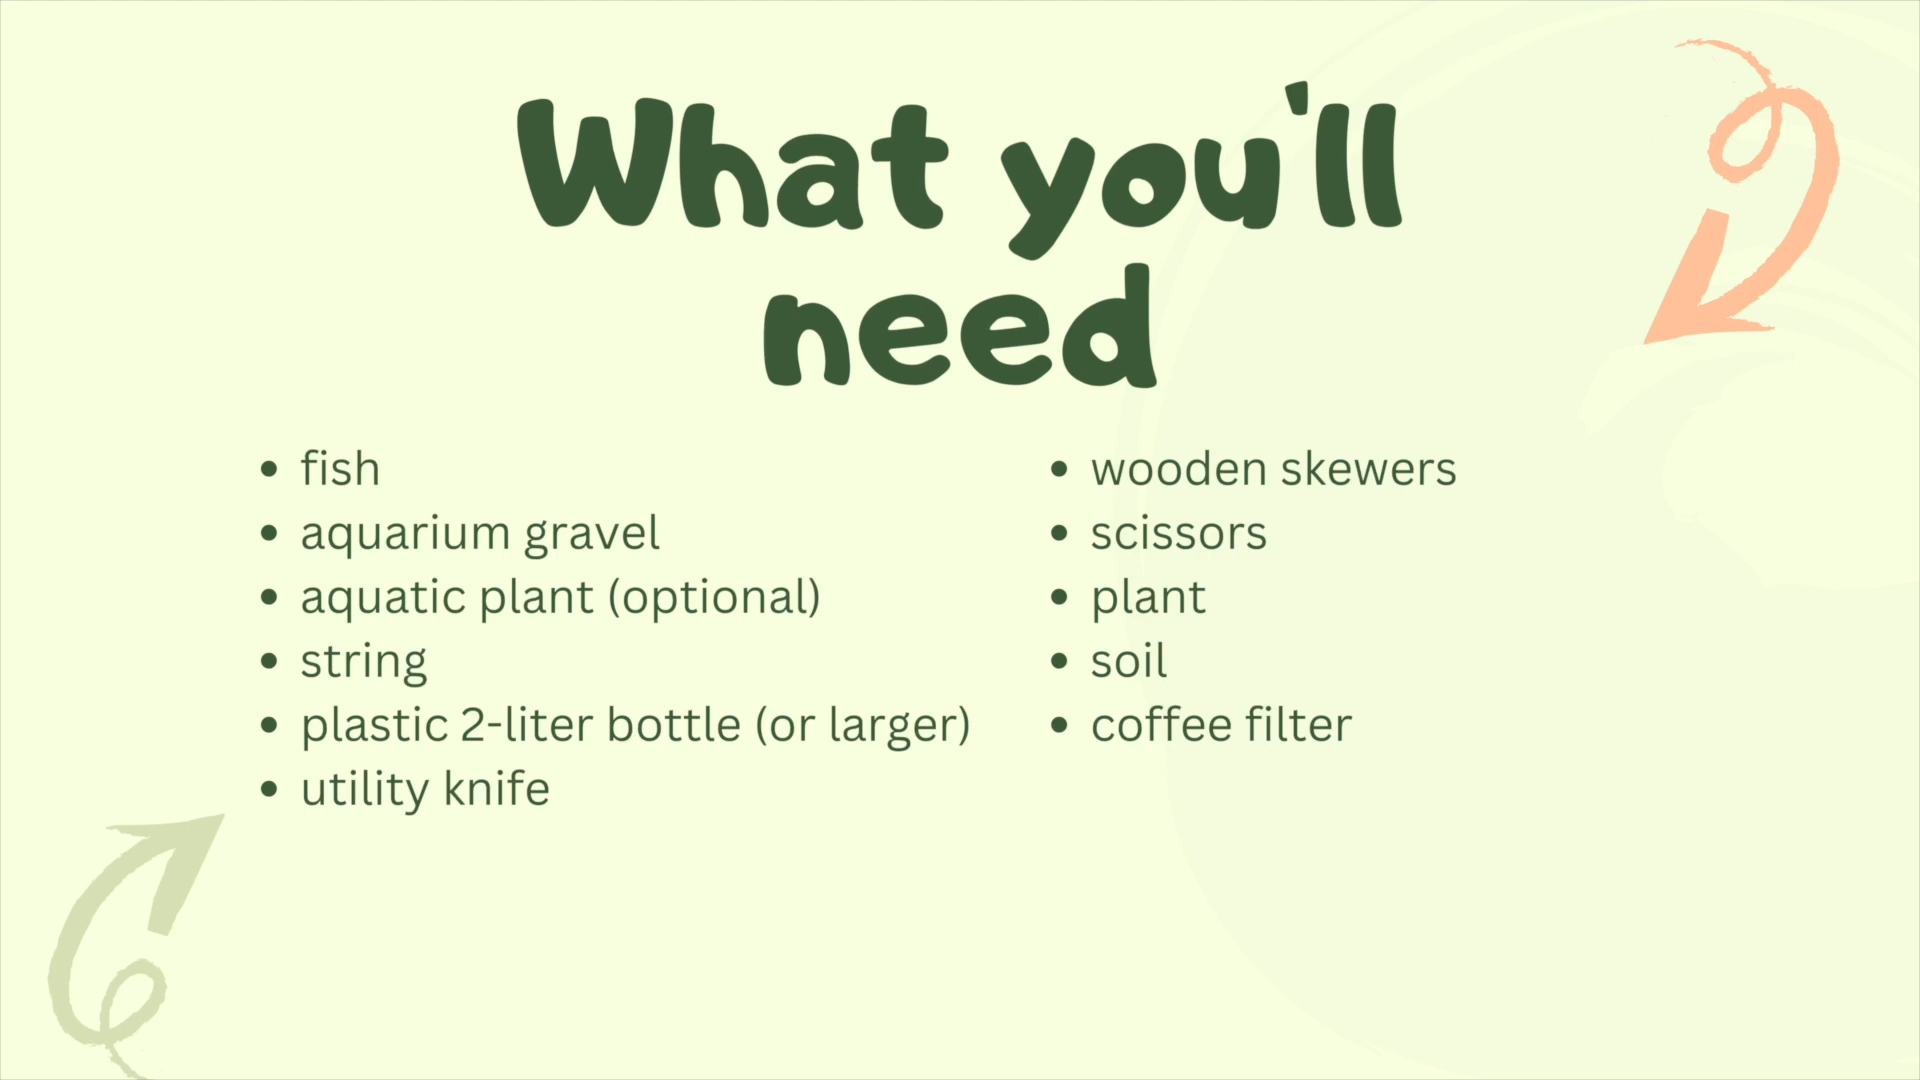 What you'll
need
• fish
• aquarium gravel
• aquatic plant (optional)
• string
• plastic 2-liter bottle (or larger)
• utility knife
• wooden skewers
• scissors
• plant
• soil
• coffee filter